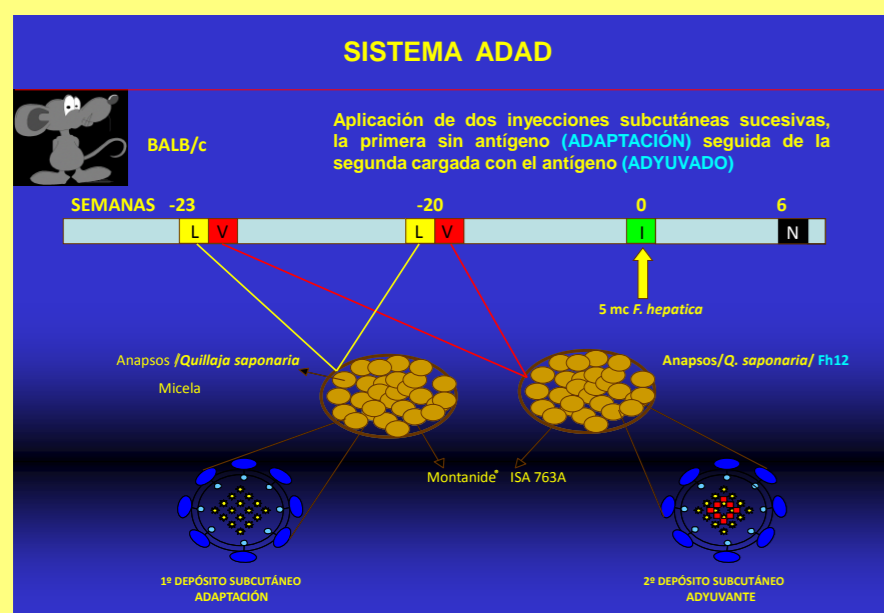 SISTEMA ADAD
BALB/c
Aplicación de dos inyecciones subcutáneas sucesivas,
la primera sin antígeno (ADAPTACIÓN) seguida de la
segunda cargada con el antígeno (ADYUVADO)
SEMANAS -23 -20 0 6
L V L V I N
5 mc F. hepatica
Anapsos /Quillaja saponaria
Micela
Anapsos/Q. saponaria/ Fh12
Montanide* ISA 763A
1º DEPÓSITO SUBCUTÁNEO
ADAPTACIÓN
2º DEPÓSITO SUBCUTÁNEO
ADYUVANTE